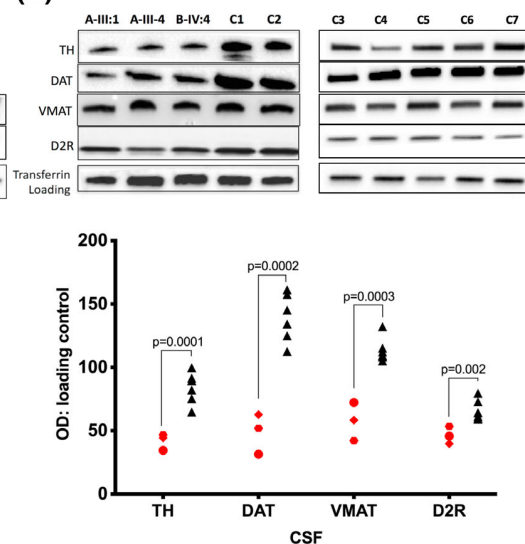 A-III:1 A-III-4 B-IV:4 C1 C2 C3 C4 C5 C6 C7
TH
DAT
VMAT
D2R
Transferrin
Loading
200
150
100
50
0
OD: loading control
p=0.0001
p=0.0002
p=0.0003
p=0.002
TH DAT VMAT D2R
CSF